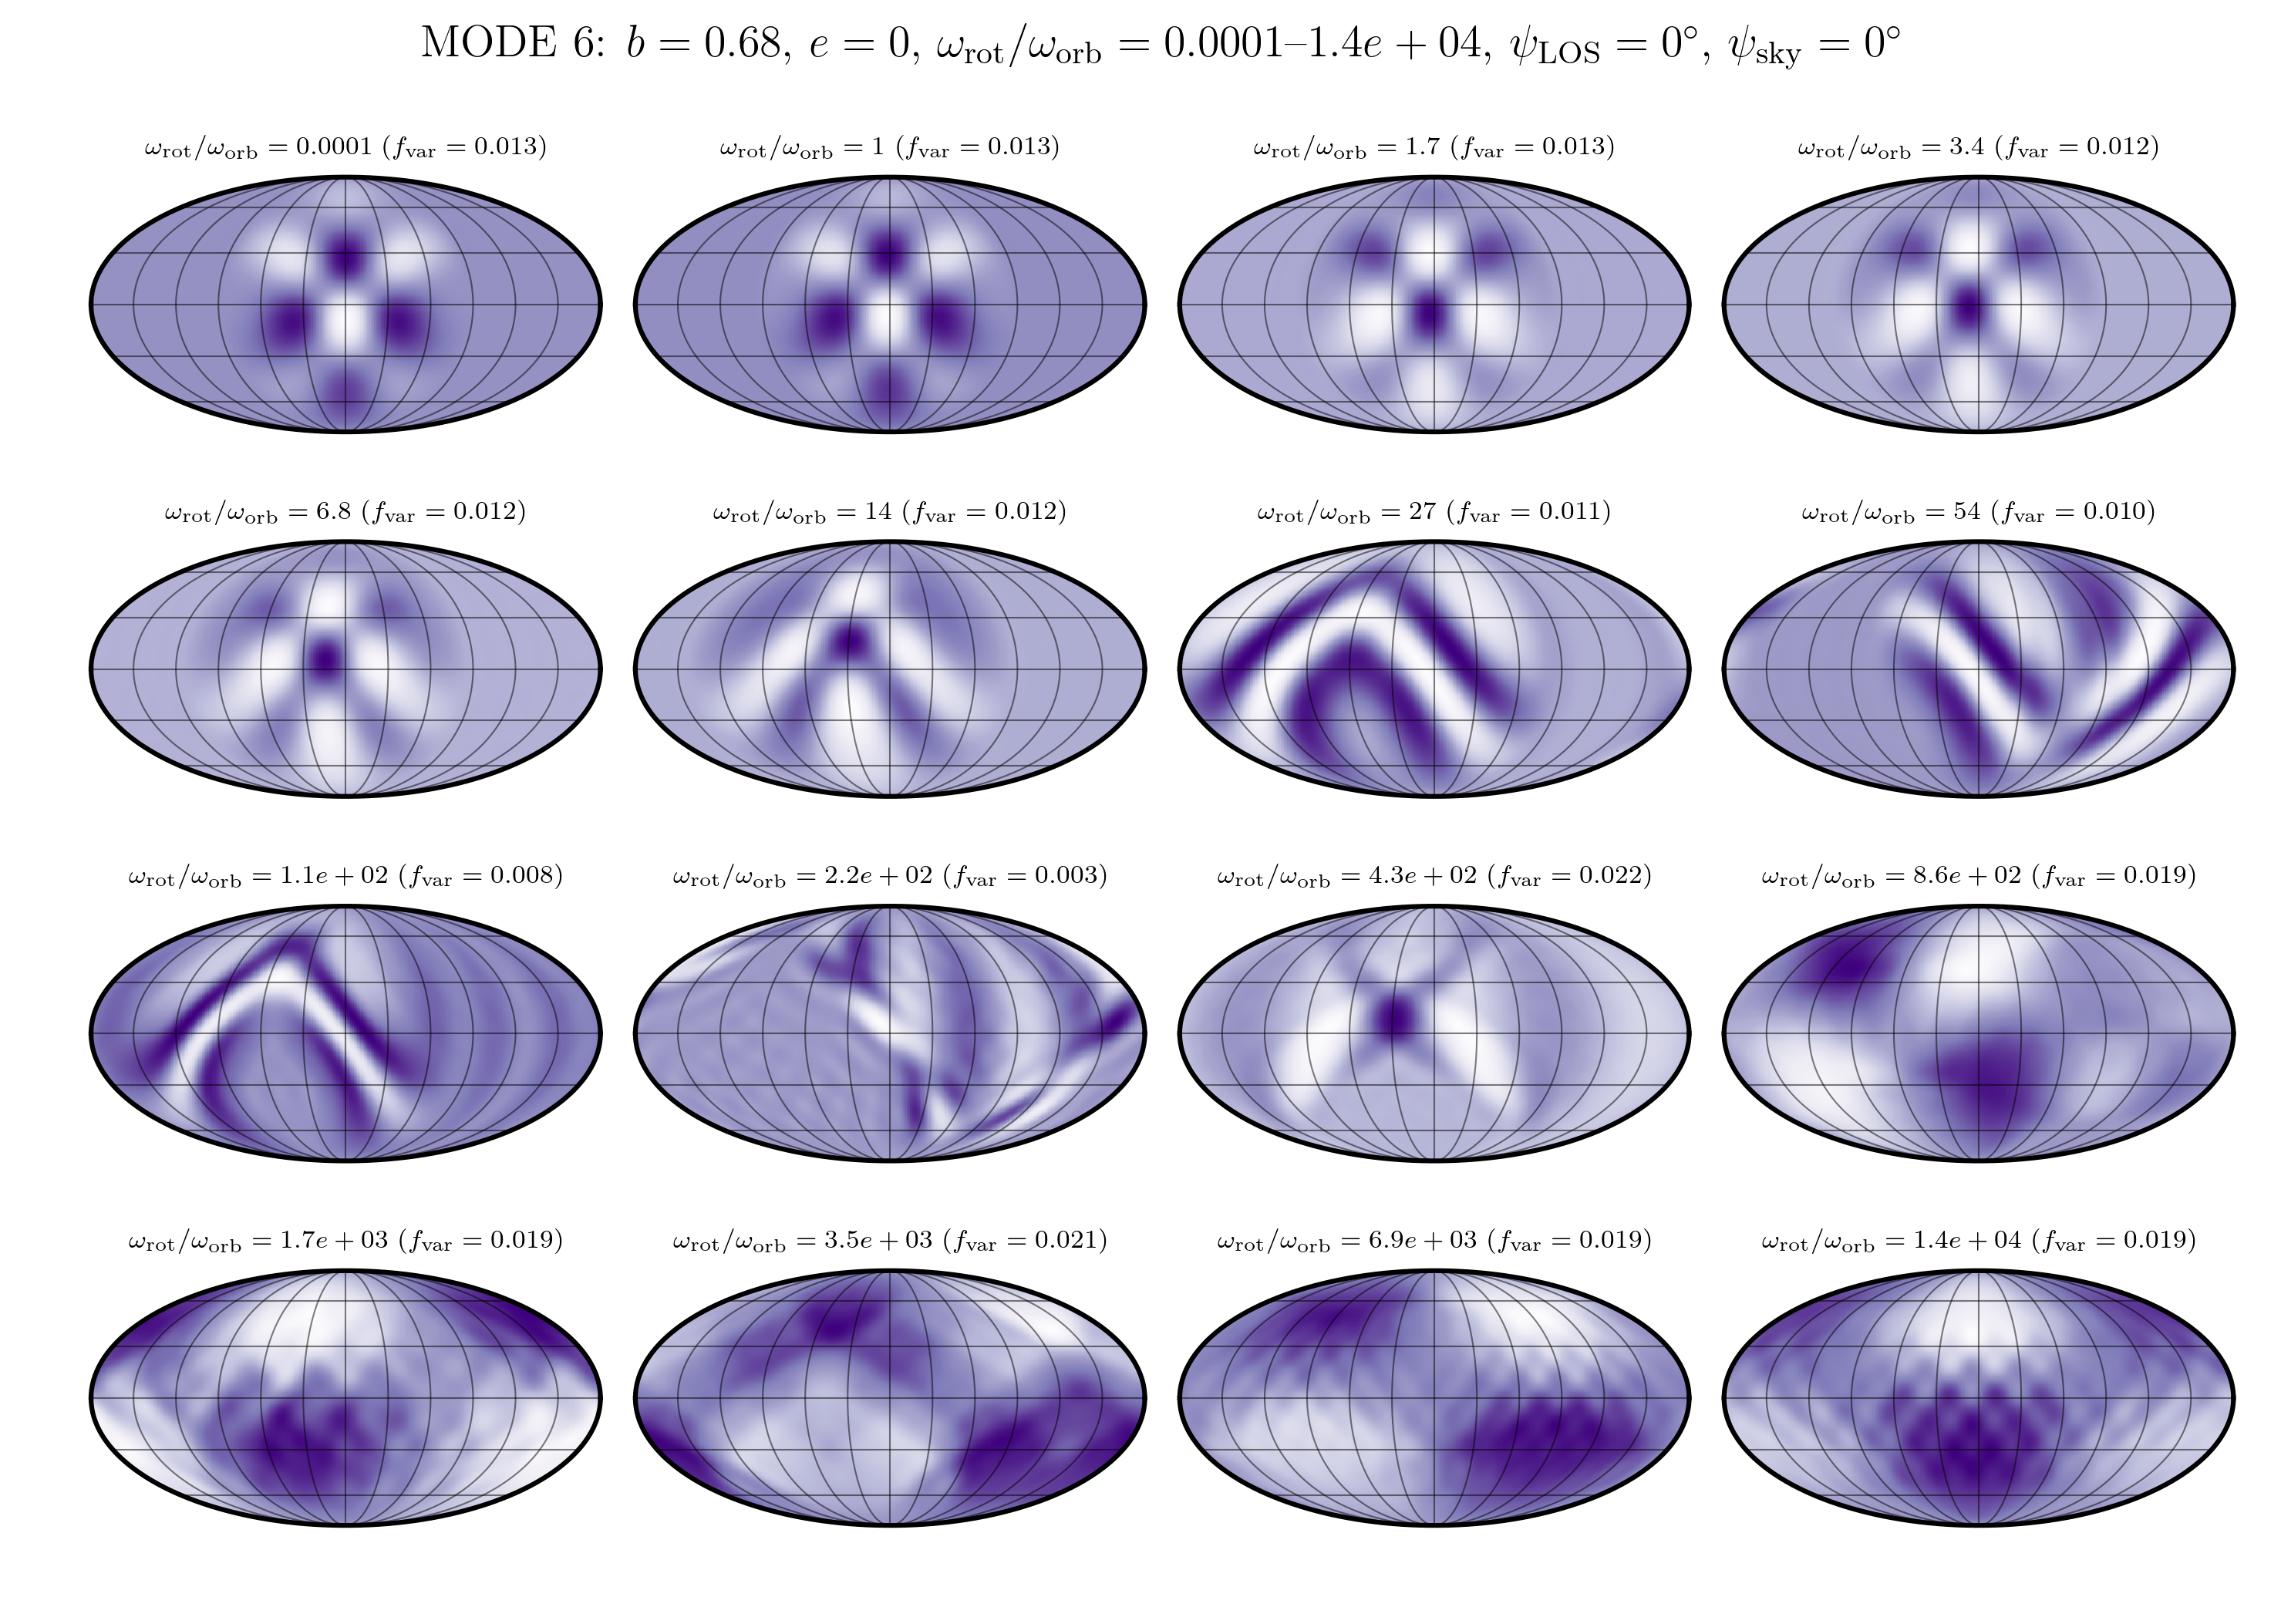 MODE 6: b = 0.68, e = 0, ω_rot/ω_orb = 0.0001–1.4e + 04, ψ_LOS = 0°, ψ_sky = 0°
ω_rot/ω_orb = 0.0001 (f_var = 0.013)
ω_rot/ω_orb = 1 (f_var = 0.013)
ω_rot/ω_orb = 1.7 (f_var = 0.013)
ω_rot/ω_orb = 3.4 (f_var = 0.012)
ω_rot/ω_orb = 6.8 (f_var = 0.012)
ω_rot/ω_orb = 14 (f_var = 0.012)
ω_rot/ω_orb = 27 (f_var = 0.011)
ω_rot/ω_orb = 54 (f_var = 0.010)
ω_rot/ω_orb = 1.1e + 02 (f_var = 0.008)
ω_rot/ω_orb = 2.2e + 02 (f_var = 0.003)
ω_rot/ω_orb = 4.3e + 02 (f_var = 0.022)
ω_rot/ω_orb = 8.6e + 02 (f_var = 0.019)
ω_rot/ω_orb = 1.7e + 03 (f_var = 0.019)
ω_rot/ω_orb = 3.5e + 03 (f_var = 0.021)
ω_rot/ω_orb = 6.9e + 03 (f_var = 0.019)
ω_rot/ω_orb = 1.4e + 04 (f_var = 0.019)